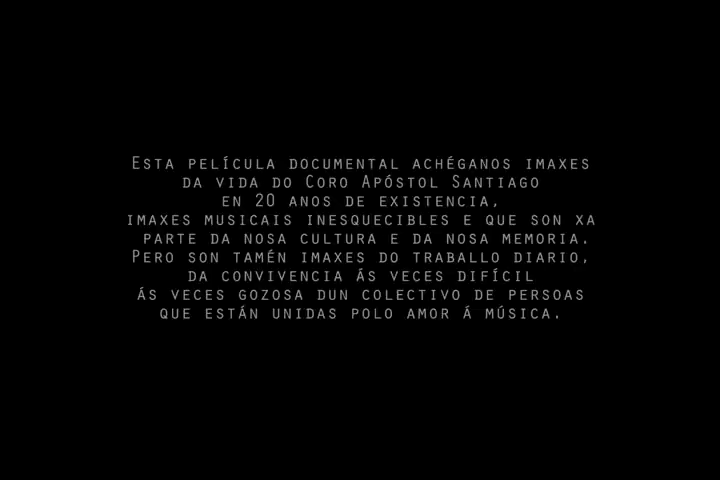 Esta película documental achéganos imaxes
da vida do Coro Apóstol Santiago
en 20 anos de existencia,
imaxes musicais inesquecibles e que son xa
parte da nosa cultura e da nosa memoria.
Pero son tamén imaxes do traballo diario,
da convivencia ás veces difícil
ás veces gozosa dun colectivo de persoas
que están unidas polo amor á música.